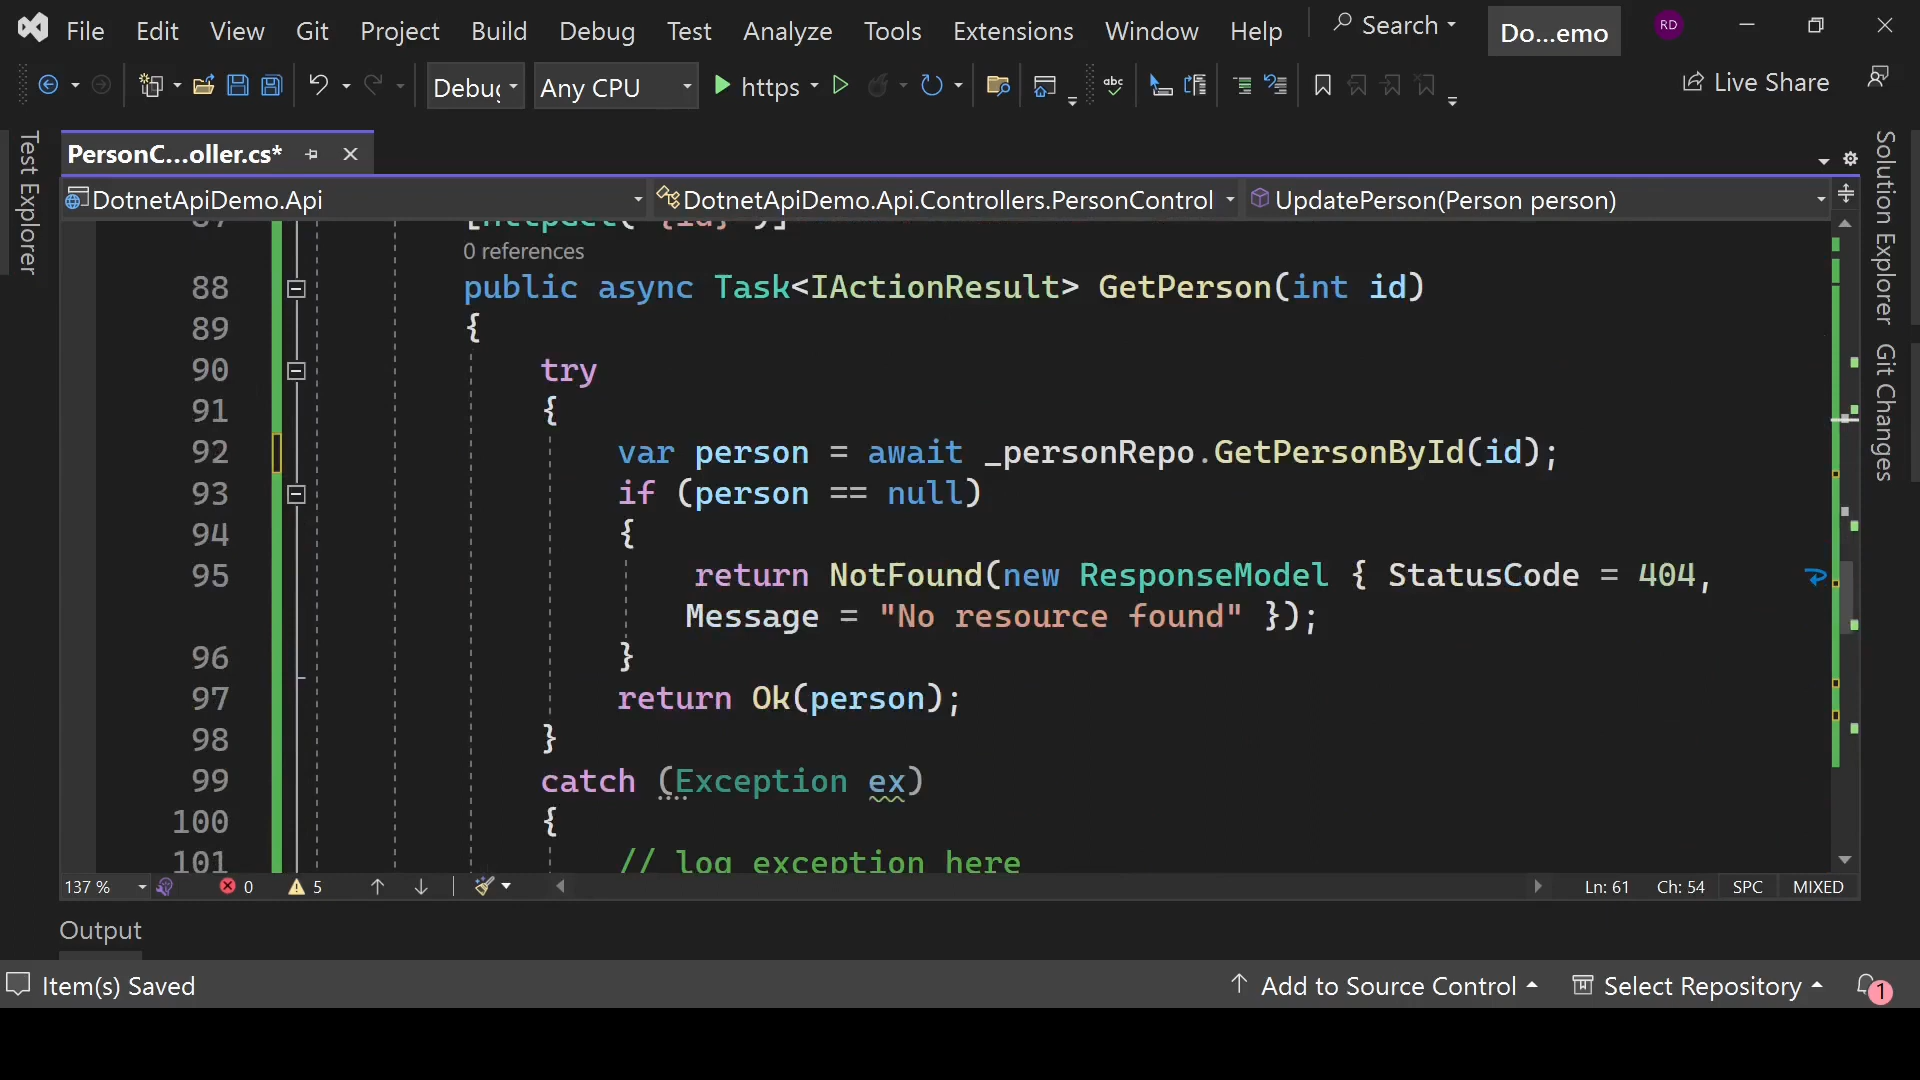 File Edit View Git Project Build Debug Test Analyze Tools Extensions Window Help Search Do...emo RD
Debug Any CPU https Live Share
Test Explorer
PersonC...oller.cs*
DotnetApiDemo.Api DotnetApiDemo.Api.Controllers.PersonControl UpdatePerson(Person person)
0 references
88 public async Task<IActionResult> GetPerson(int id)
89 {
90 try
91 {
92 var person = await _personRepo.GetPersonById(id);
93 if (person == null)
94 {
95 return NotFound(new ResponseModel { StatusCode = 404,
Message = "No resource found" });
96 }
97 return Ok(person);
98 }
99 catch (Exception ex)
100 {
101 // log exception here
137 % 0 5 Ln: 61 Ch: 54 SPC MIXED
Solution Explorer
Git Changes
Output
Item(s) Saved Add to Source Control Select Repository 1